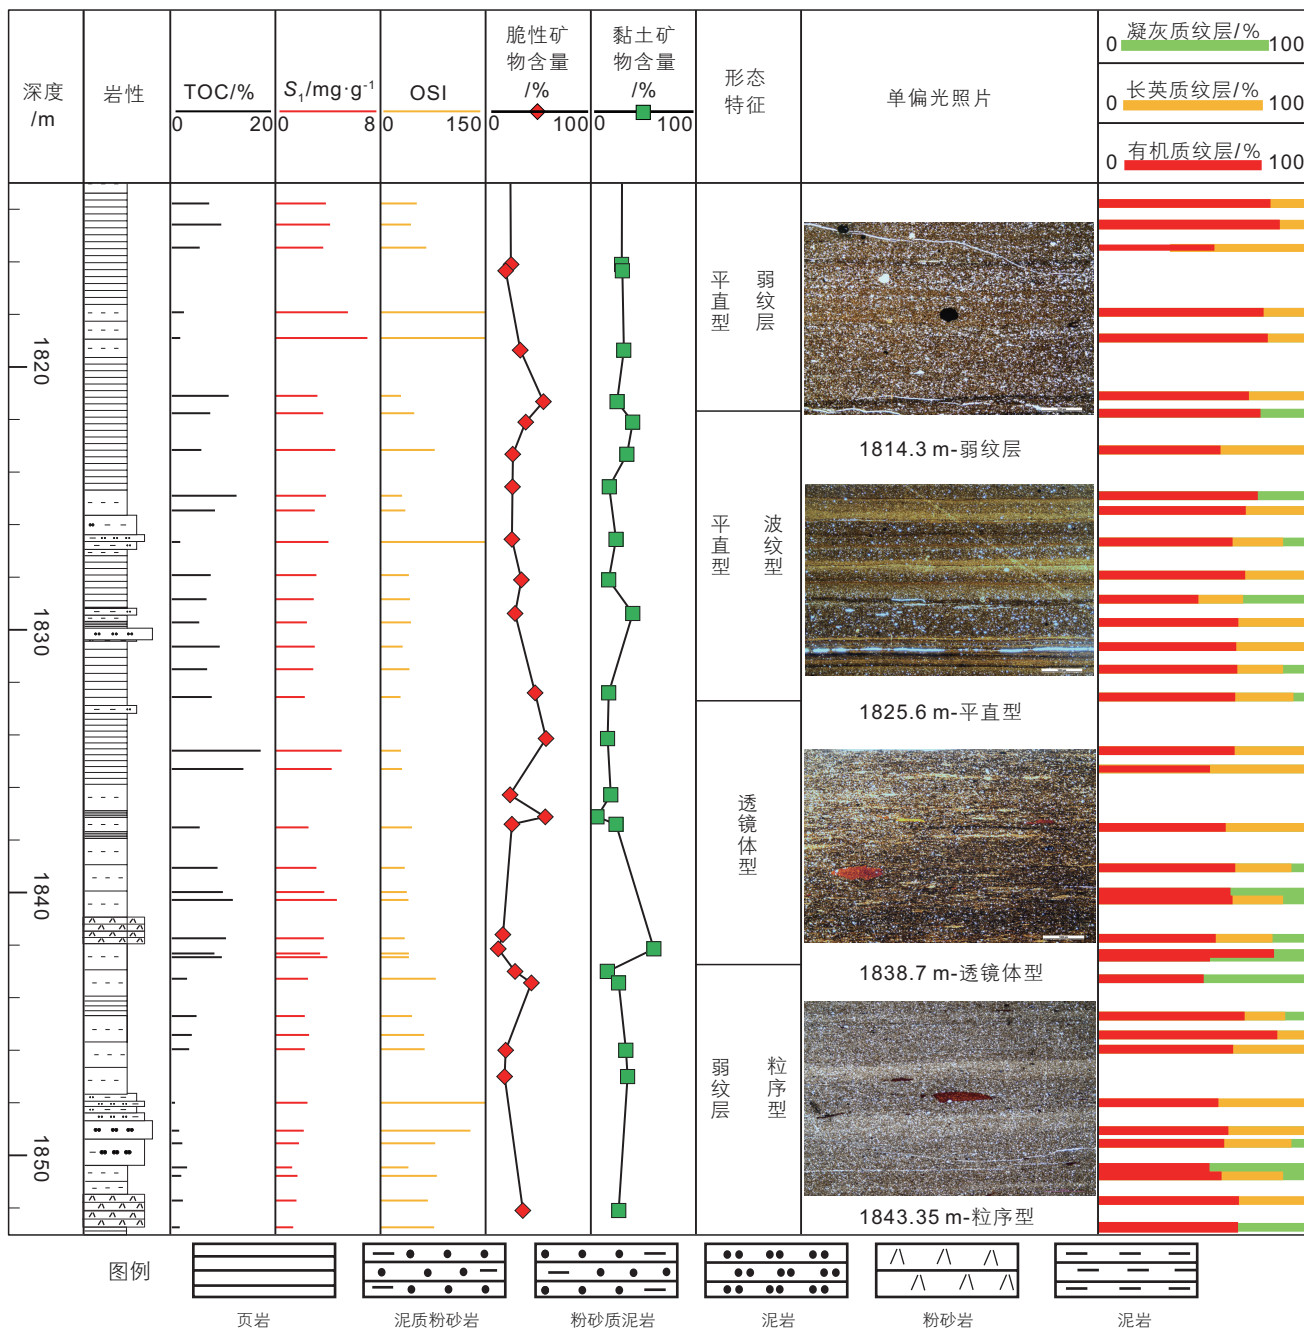 深度
/m
岩性
TOC/%
0 20
S₁/mg·g⁻¹
0 8
OSI
0 150
脆性矿
物含量
/%
0 100
黏土矿
物含量
/%
0 100
形态
特征
单偏光照片
凝灰质纹层/%
0 100
长英质纹层/%
0 100
有机质纹层/%
0 100
1820
1830
1840
1850
平直型
弱纹层
平直型
波纹型
透镜体型
弱纹层
粒序型
1814.3 m-弱纹层
1825.6 m-平直型
1838.7 m-透镜体型
1843.35 m-粒序型
图例
页岩
泥质粉砂岩
粉砂质泥岩
泥岩
粉砂岩
泥岩